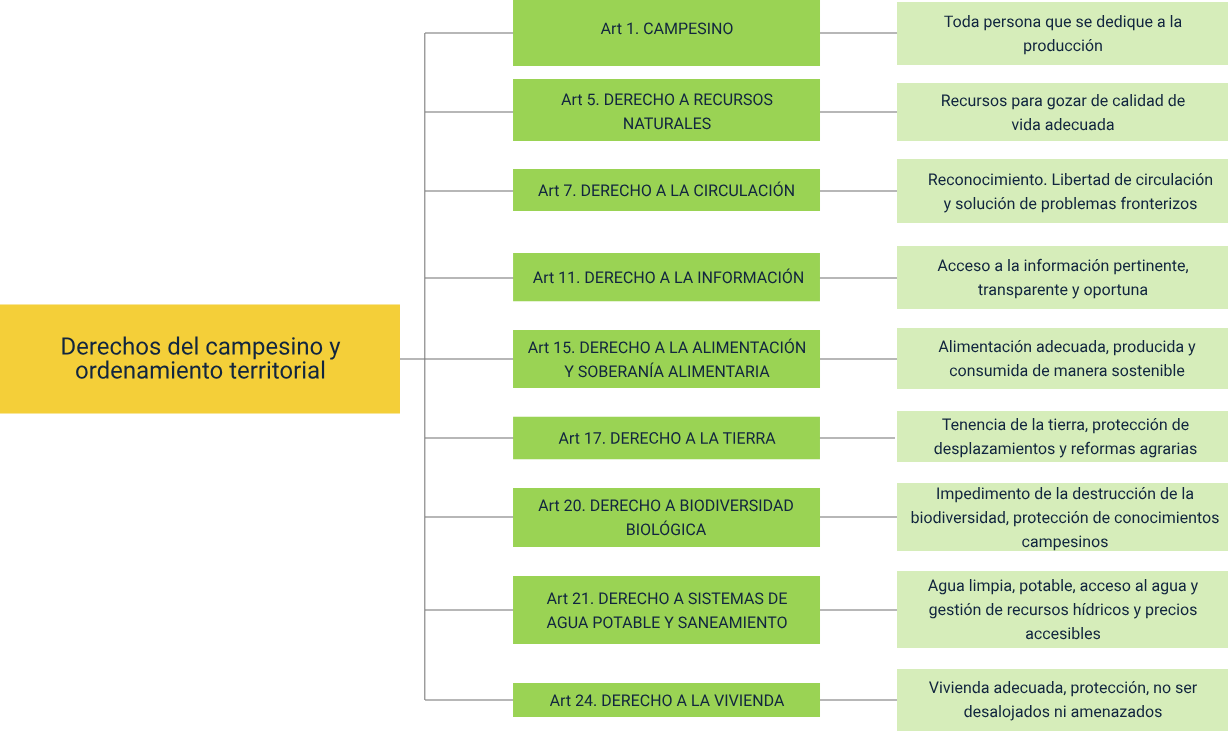 Derechos del campesino y
ordenamiento territorial
Art 1. CAMPESINO
Toda persona que se dedique a la
producción
Art 5. DERECHO A RECURSOS
NATURALES
Recursos para gozar de calidad de
vida adecuada
Art 7. DERECHO A LA CIRCULACIÓN
Reconocimiento. Libertad de circulación
y solución de problemas fronterizos
Art 11. DERECHO A LA INFORMACIÓN
Acceso a la información pertinente,
transparente y oportuna
Art 15. DERECHO A LA ALIMENTACIÓN
Y SOBERANÍA ALIMENTARIA
Alimentación adecuada, producida y
consumida de manera sostenible
Art 17. DERECHO A LA TIERRA
Tenencia de la tierra, protección de
desplazamientos y reformas agrarias
Art 20. DERECHO A BIODIVERSIDAD
BIOLÓGICA
Impedimento de la destrucción de la
biodiversidad, protección de conocimientos
campesinos
Art 21. DERECHO A SISTEMAS DE
AGUA POTABLE Y SANEAMIENTO
Agua limpia, potable, acceso al agua y
gestión de recursos hídricos y precios
accesibles
Art 24. DERECHO A LA VIVIENDA
Vivienda adecuada, protección, no ser
desalojados ni amenazados